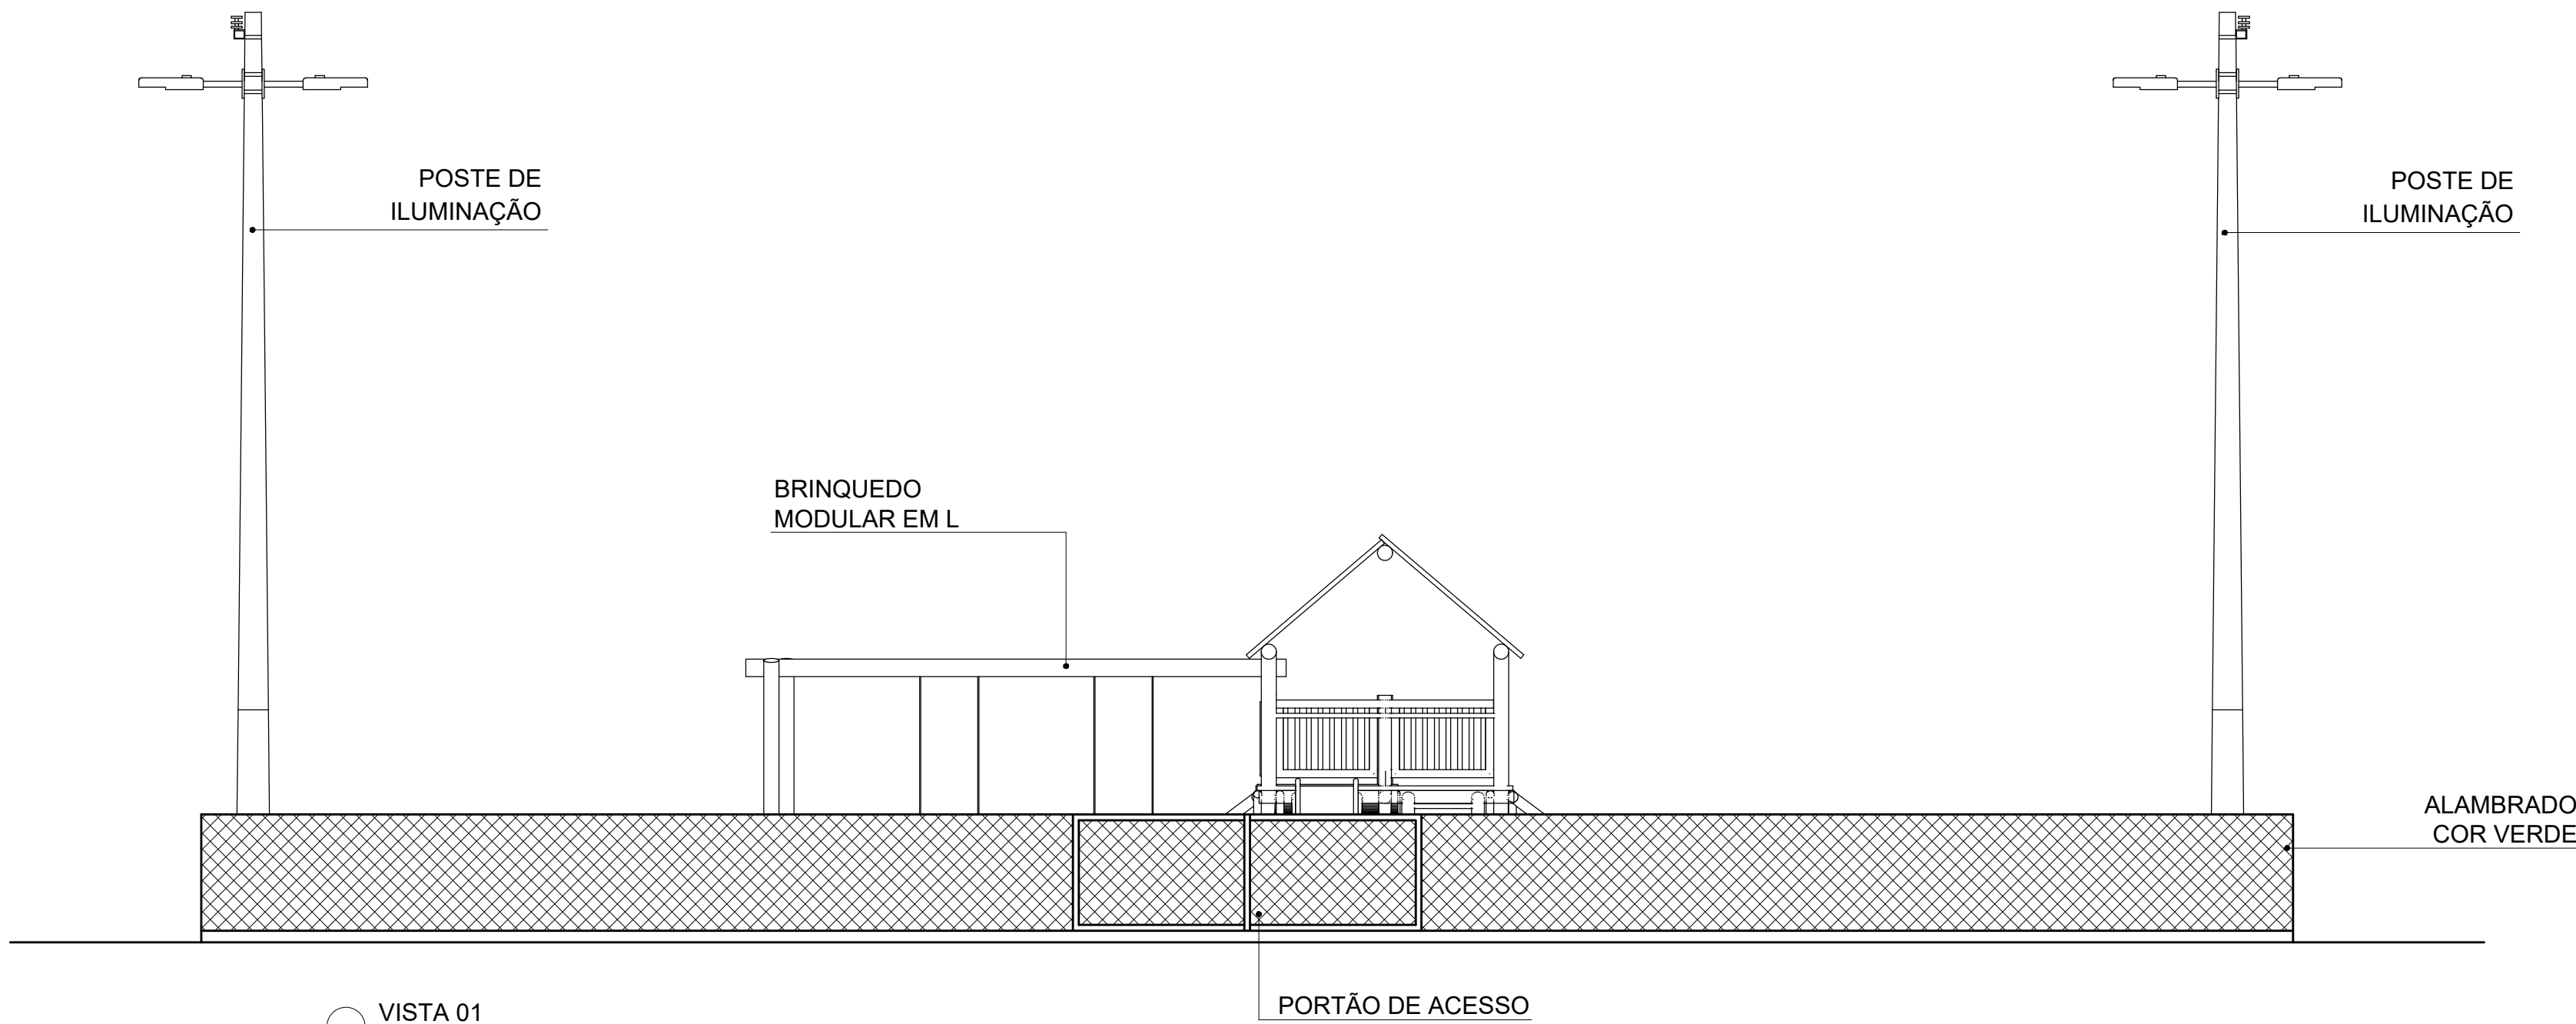 POSTE DE
ILUMINAÇÃO
POSTE DE
ILUMINAÇÃO
BRINQUEDO
MODULAR EM L
ALAMBRADO
COR VERDE
PORTÃO DE ACESSO
VISTA 01